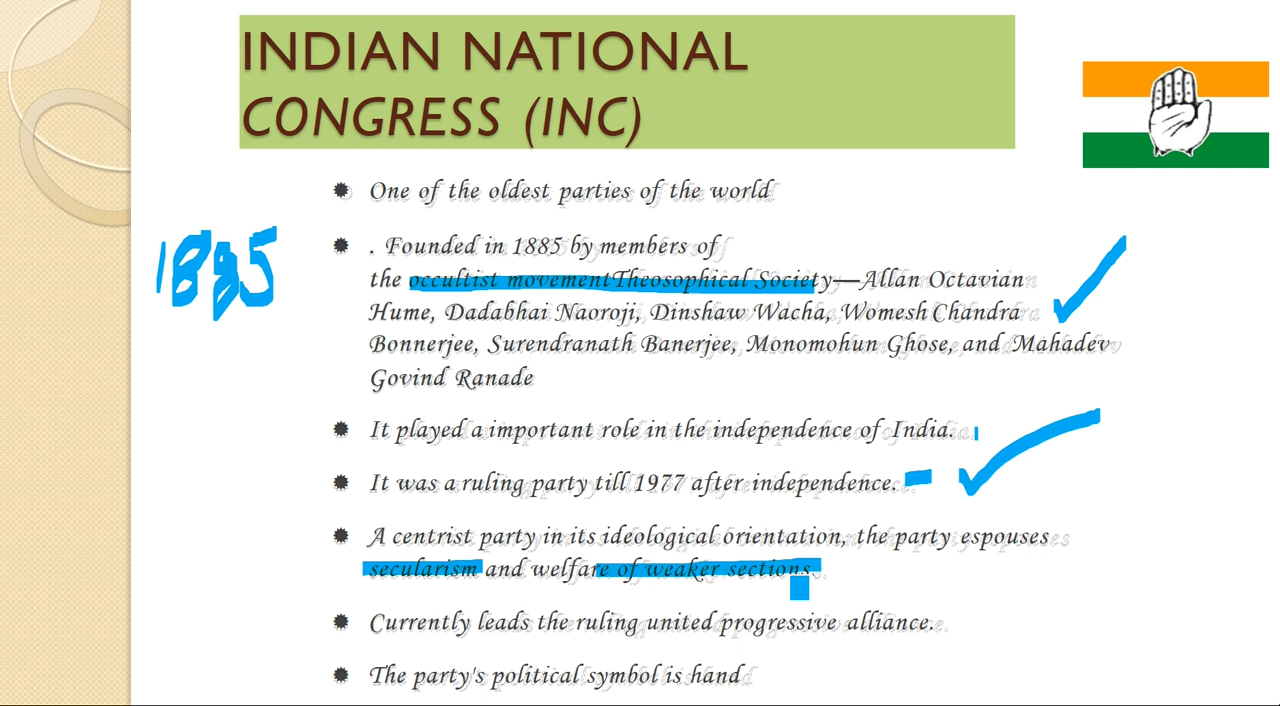 INDIAN NATIONAL
CONGRESS (INC)
One of the oldest parties of the world
. Founded in 1885 by members of
1885
the occultist movementTheosophical Society—Allan Octavian
Hume, Dadabhai Naoroji, Dinshaw Wacha, Womesh Chandra
Bonnerjee, Surendranath Banerjee, Monomohun Ghose, and Mahadev
Govind Ranade
It played a important role in the independence of India.
It was a ruling party till 1977 after independence.
A centrist party in its ideological orientation, the party espouses
secularism and welfare of weaker sections.
Currently leads the ruling united progressive alliance.
The party's political symbol is hand